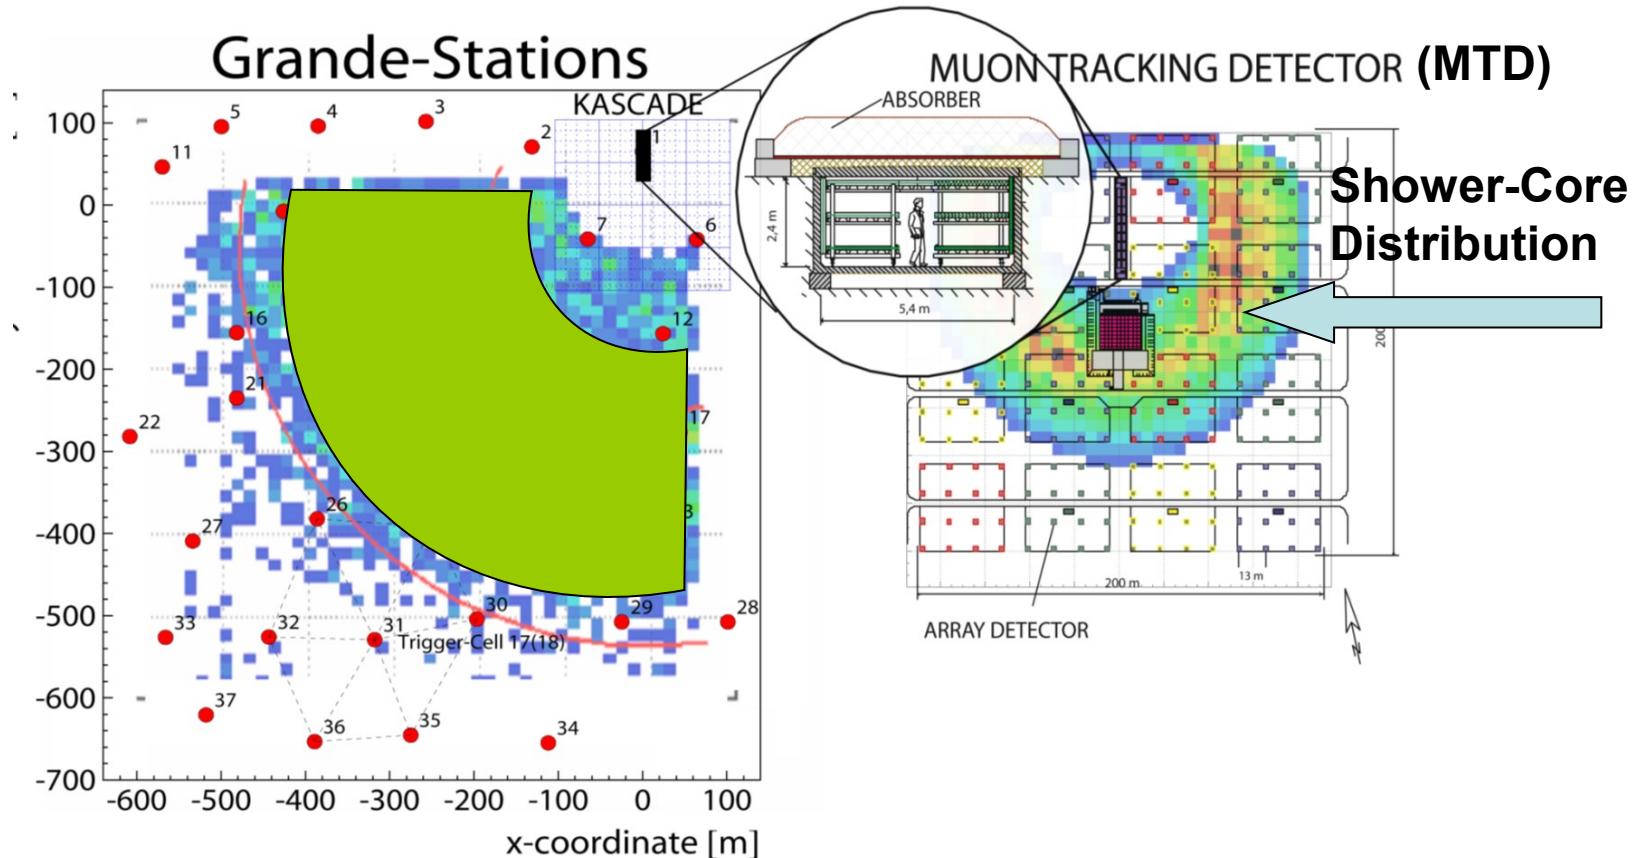 Grande-Stations
KASCADE
MUON TRACKING DETECTOR (MTD)
ABSORBER
2,4 m
5,4 m
Shower-Core
Distribution
100
0
-100
-200
-300
-400
-500
-600
-700
-600 -500 -400 -300 -200 -100 0 100
x-coordinate [m]
5
4
3
2
1
11
7
6
16
12
21
22
17
26
27
3
30
29
28
33
32
31
Trigger-Cell 17(18)
37
36
35
34
200
200 m
13 m
ARRAY DETECTOR